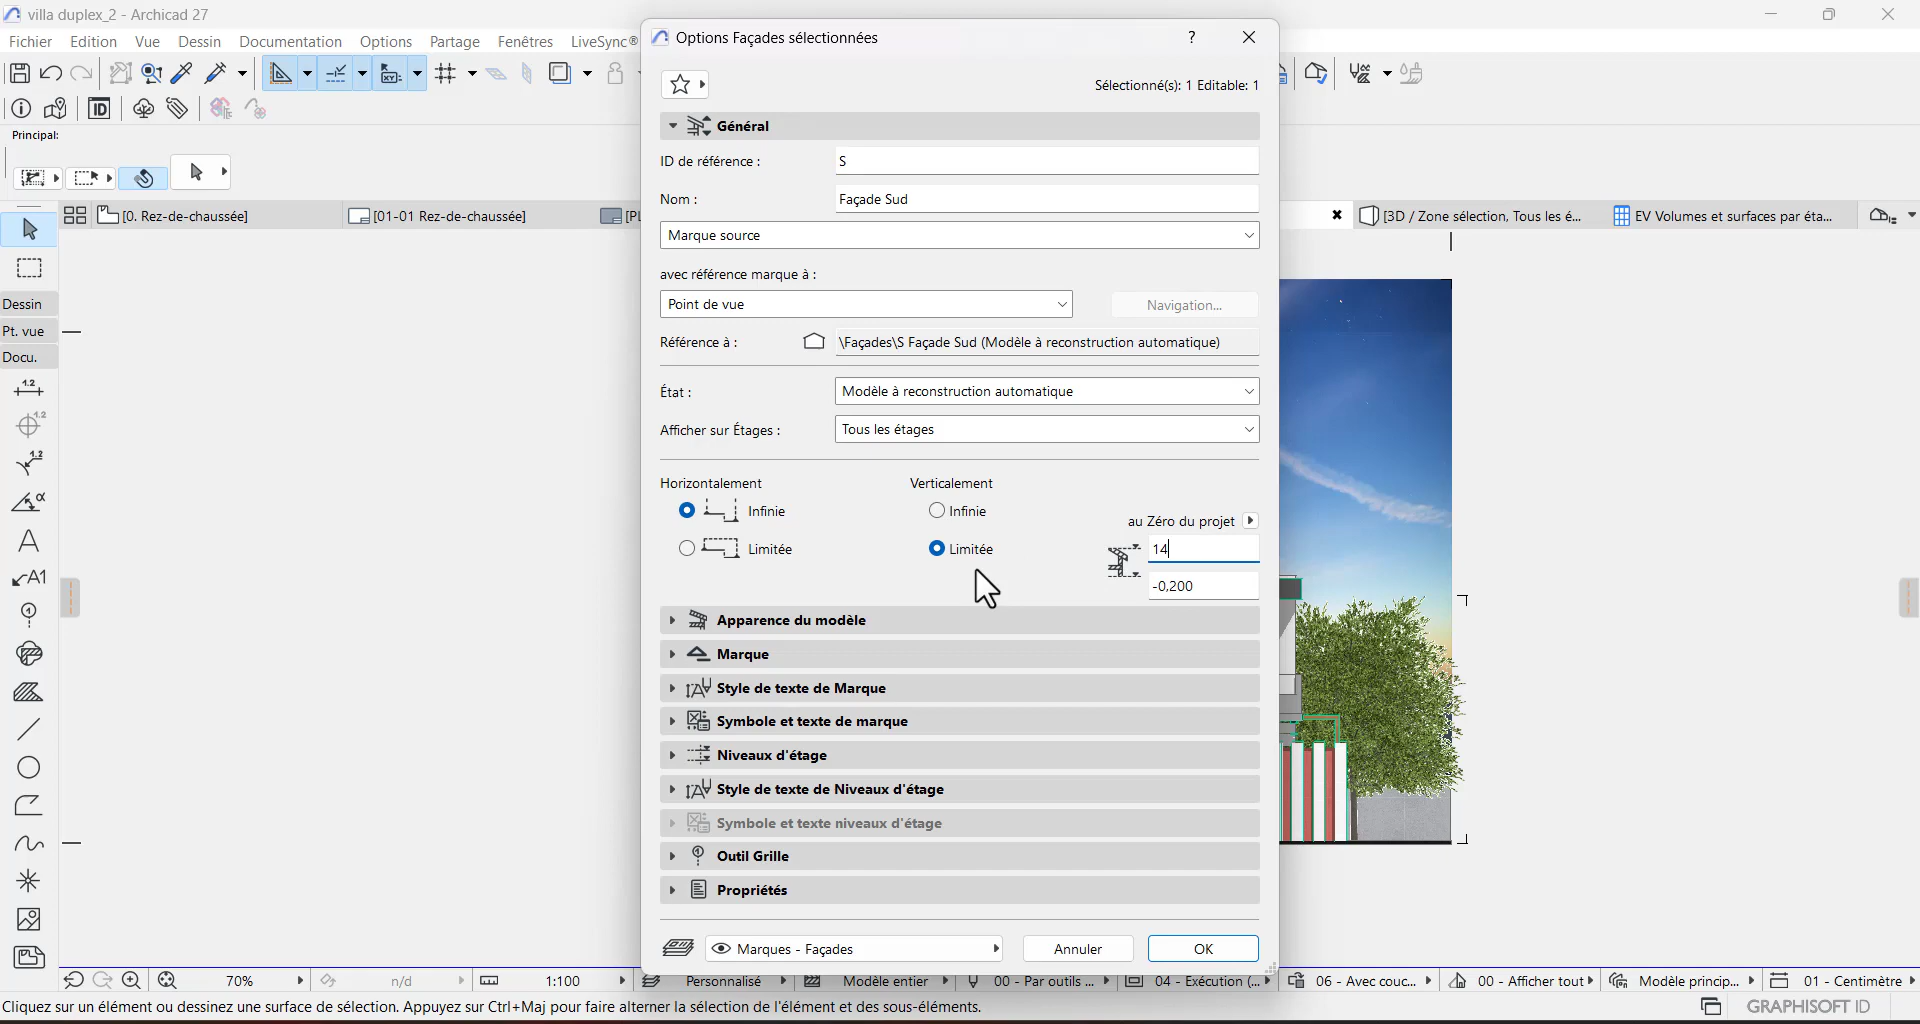 villa duplex_2 - Archicad 27
Fichier Edition Vue Dessin Documentation Options Partage Fenêtres LiveSync®
Principal:
[0. Rez-de-chaussée] [01-01 Rez-de-chaussée] [3D / Zone sélection, Tous les é... EV Volumes et surfaces par éta...
Dessin
Pt. vue
Docu.
Options Façades sélectionnées
Sélectionné(s): 1 Editable: 1
Général
ID de référence : S
Nom : Façade Sud
Marque source
avec référence marque à :
Point de vue Navigation...
Référence à : \Façades\S Façade Sud (Modèle à reconstruction automatique)
État : Modèle à reconstruction automatique
Afficher sur Étages : Tous les étages
Horizontalement Verticalement
Infinie Infinie
au Zéro du projet
Limitée Limitée 14
-0,200
Apparence du modèle
Marque
Style de texte de Marque
Symbole et texte de marque
Niveaux d'étage
Style de texte de Niveaux d'étage
Symbole et texte niveaux d'étage
Outil Grille
Propriétés
Marques - Façades Annuler OK
70% n/d 1:100 Personnalisé Modèle entier 00 - Par outils ... 04 - Exécution (... 06 - Avec couc... 00 - Afficher tout Modèle princip... 01 - Centimètre
Cliquez sur un élément ou dessinez une surface de sélection. Appuyez sur Ctrl+Maj pour faire alterner la sélection de l'élément et des sous-éléments.
GRAPHISOFT ID